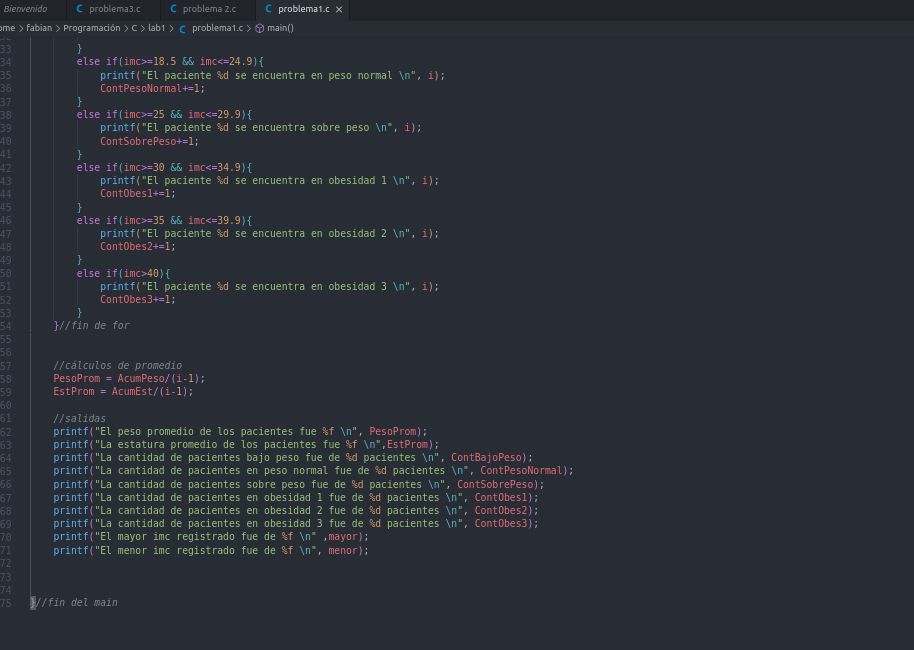 Bienvenido C problema3.c C problema 2.c C problema1.c ×
ome > fabian > Programación > C > lab1 > C problema1.c > main()
32
33 }
34 else if(imc>=18.5 && imc<=24.9){
35 printf("El paciente %d se encuentra en peso normal \n", i);
36 ContPesoNormal+=1;
37 }
38 else if(imc>=25 && imc<=29.9){
39 printf("El paciente %d se encuentra sobre peso \n", i);
40 ContSobrePeso+=1;
41 }
42 else if(imc>=30 && imc<=34.9){
43 printf("El paciente %d se encuentra en obesidad 1 \n", i);
44 ContObes1+=1;
45 }
46 else if(imc>=35 && imc<=39.9){
47 printf("El paciente %d se encuentra en obesidad 2 \n", i);
48 ContObes2+=1;
49 }
50 else if(imc>40){
51 printf("El paciente %d se encuentra en obesidad 3 \n", i);
52 ContObes3+=1;
53 }
54 }//fin de for
55
56
57 //cálculos de promedio
58 PesoProm = AcumPeso/(i-1);
59 EstProm = AcumEst/(i-1);
60
61 //salidas
62 printf("El peso promedio de los pacientes fue %f \n", PesoProm);
63 printf("La estatura promedio de los pacientes fue %f \n",EstProm);
64 printf("La cantidad de pacientes bajo peso fue de %d pacientes \n", ContBajoPeso);
65 printf("La cantidad de pacientes en peso normal fue de %d pacientes \n", ContPesoNormal);
66 printf("La cantidad de pacientes sobre peso fue de %d pacientes \n", ContSobrePeso);
67 printf("La cantidad de pacientes en obesidad 1 fue de %d pacientes \n", ContObes1);
68 printf("La cantidad de pacientes en obesidad 2 fue de %d pacientes \n", ContObes2);
69 printf("La cantidad de pacientes en obesidad 3 fue de %d pacientes \n", ContObes3);
70 printf("El mayor imc registrado fue de %f \n" ,mayor);
71 printf("El menor imc registrado fue de %f \n", menor);
72
73
74
75 }//fin del main